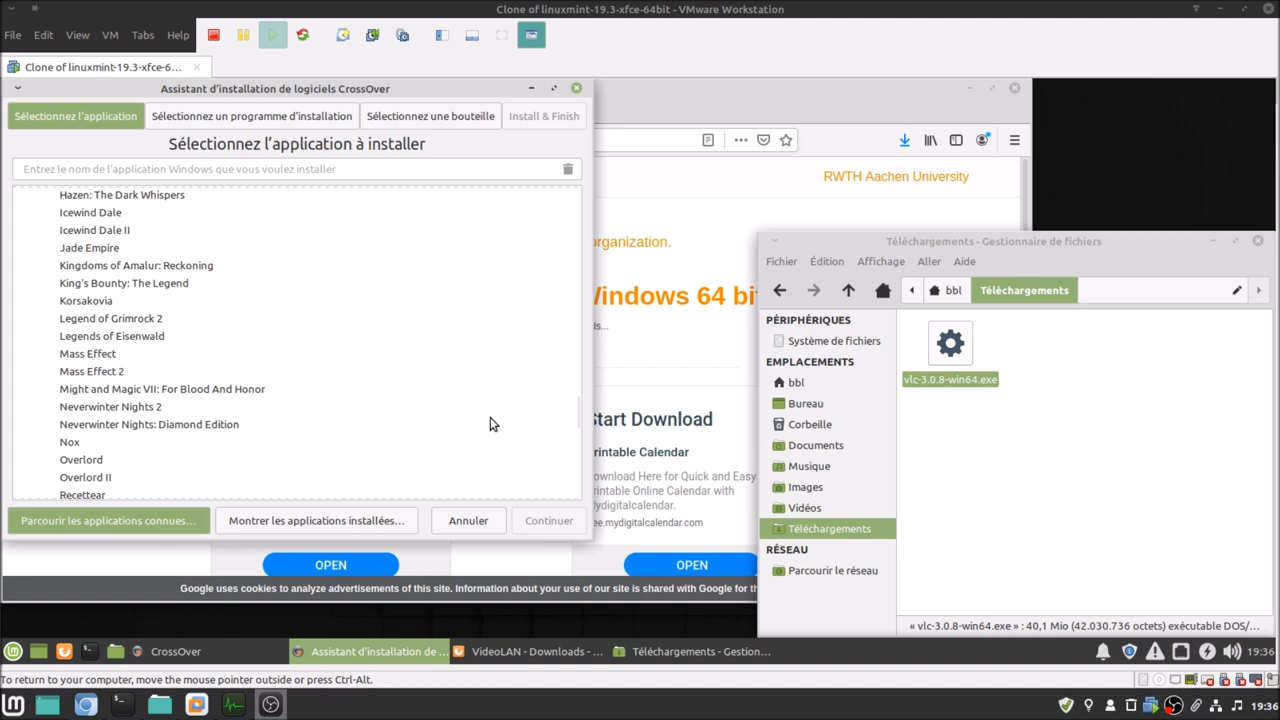 Clone of linuxmint-19.3-xfce-64bit - VMware Workstation
File Edit View VM Tabs Help
Clone of linuxmint-19.3-xfce-6...
Assistant d'installation de logiciels CrossOver
Sélectionnez l'application
Sélectionnez un programme d'installation
Sélectionnez une bouteille
Install & Finish
Sélectionnez l'application à installer
Entrez le nom de l'application Windows que vous voulez installer
Hazen: The Dark Whispers
Icewind Dale
Icewind Dale II
Jade Empire
Kingdoms of Amalur: Reckoning
King's Bounty: The Legend
Korsakovia
Legend of Grimrock 2
Legends of Eisenwald
Mass Effect
Mass Effect 2
Might and Magic VII: For Blood And Honor
Neverwinter Nights 2
Neverwinter Nights: Diamond Edition
Nox
Overlord
Overlord II
Recettear
Parcourir les applications connues...
Montrer les applications installées...
Annuler
Continuer
RWTH Aachen University
organization.
Windows 64 bi
is...
Start Download
rintable Calendar
ownload Here for Quick and Easy
rintable Online Calendar with
ydigitalcalendar.
ee.mydigitalcalendar.com
OPEN
OPEN
Google uses cookies to analyze advertisements of this site. Information about your use of our site is shared with Google for th
Téléchargements - Gestionnaire de fichiers
Fichier Édition Affichage Aller Aide
bbl
Téléchargements
PÉRIPHÉRIQUES
Système de fichiers
EMPLACEMENTS
bbl
Bureau
Corbeille
Documents
Musique
Images
Vidéos
Téléchargements
RÉSEAU
Parcourir le réseau
vlc-3.0.8-win64.exe
« vlc-3.0.8-win64.exe » : 40,1 Mio (42.030.736 octets) exécutable DOS/...
CrossOver
Assistant d'installation de ...
VideoLAN - Downloads - ...
Téléchargements - Gestion...
19:36
To return to your computer, move the mouse pointer outside or press Ctrl-Alt.
19:36